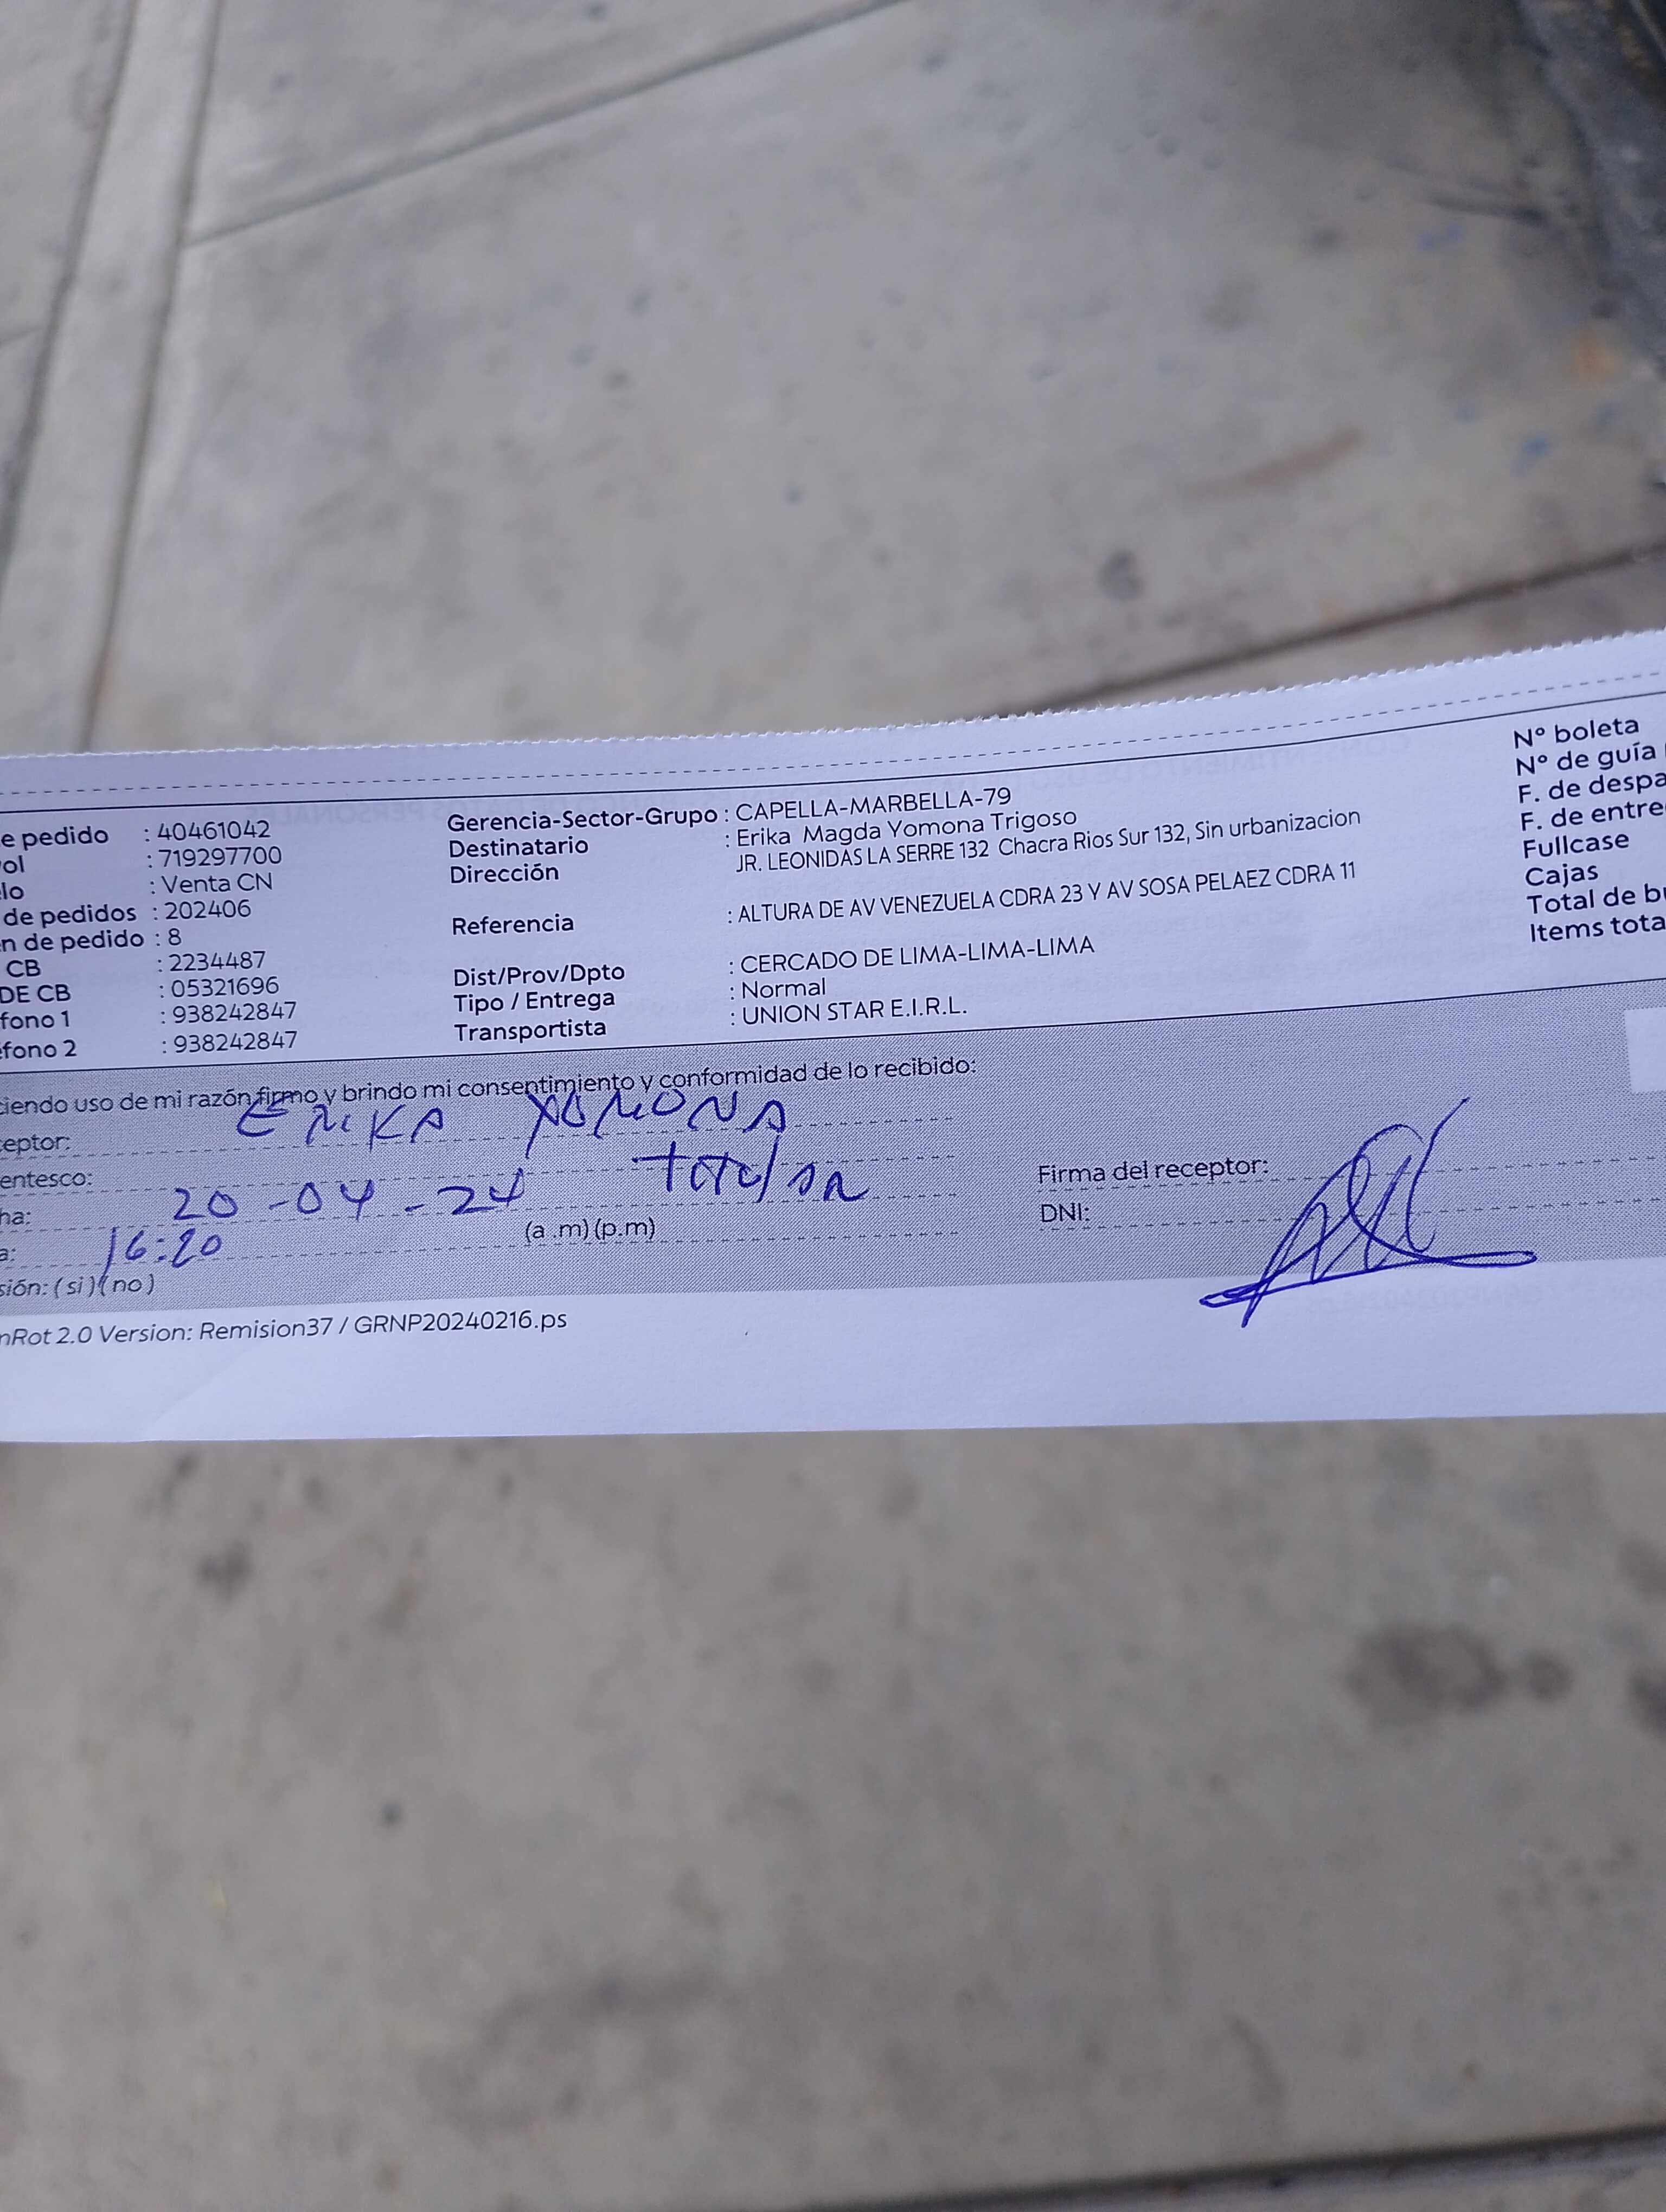 e pedido : 40461042
ol : 719297700
lo : Venta CN
de pedidos : 202406
n de pedido : 8
CB : 2234487
DE CB : 05321696
fono 1 : 938242847
efono 2 : 938242847
Gerencia-Sector-Grupo : CAPELLA-MARBELLA-79
Destinatario : Erika Magda Yomona Trigoso
Dirección JR. LEONIDAS LA SERRE 132 Chacra Rios Sur 132, Sin urbanizacion
Referencia : ALTURA DE AV VENEZUELA CDRA 23 Y AV SOSA PELAEZ CDRA 11
Dist/Prov/Dpto : CERCADO DE LIMA-LIMA-LIMA
Tipo / Entrega : Normal
Transportista : UNION STAR E.I.R.L.
Nº boleta
Nº de guía
F. de despa
F. de entre
Fullcase
Cajas
Total de bu
Items tota
ciendo uso de mi razón firmo y brindo mi consentimiento y conformidad de lo recibido:
ceptor: ERIKA YOMONA
entesco: titular
ha: 20-04-24
a: 16:20 (a .m) (p.m)
sión: ( si ) ( no )
Firma del receptor:
DNI:
nRot 2.0 Version: Remision37 / GRNP20240216.ps